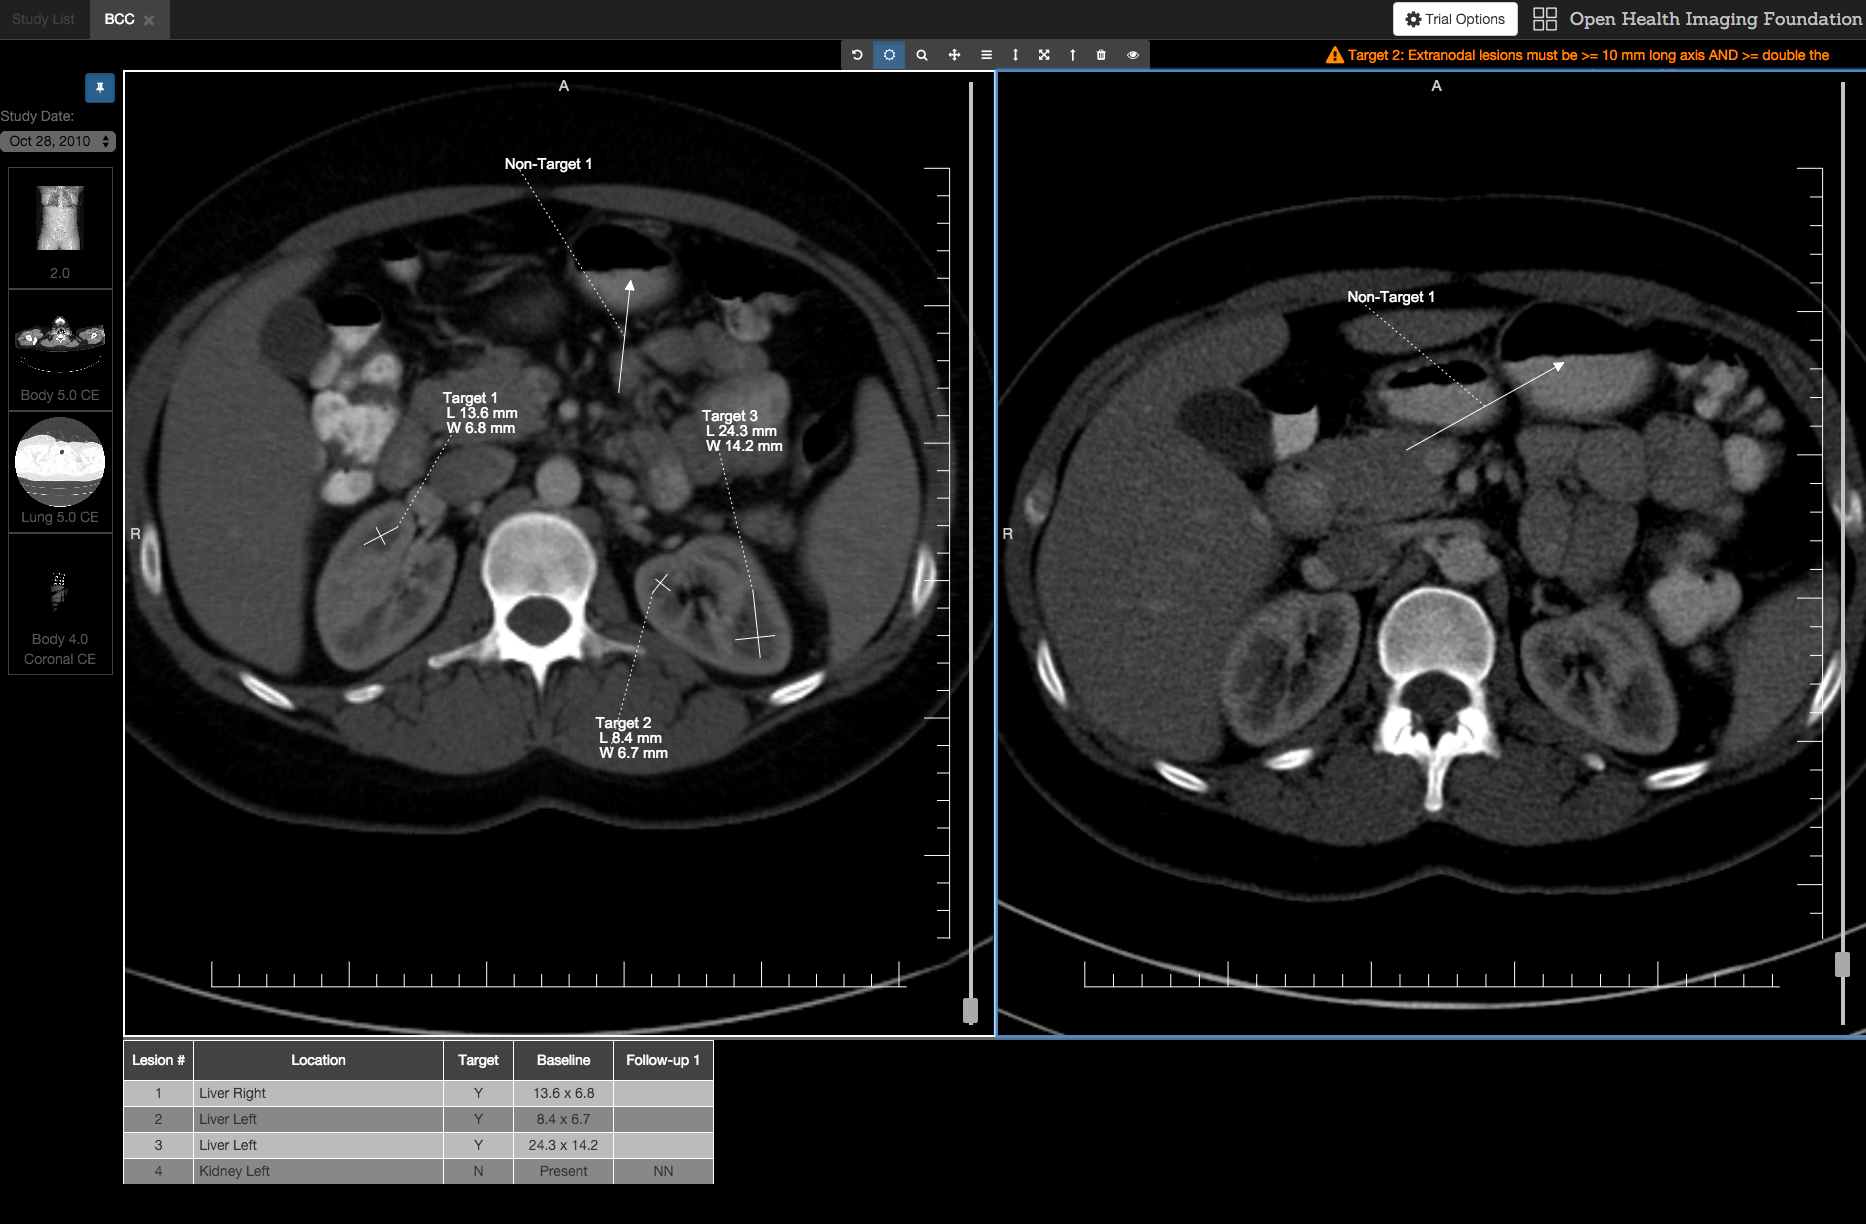 Study List
BCC
Trial Options
Open Health Imaging Foundation
Target 2: Extranodal lesions must be >= 10 mm long axis AND >= double the
Study Date:
Oct 28, 2010
2.0
Body 5.0 CE
Lung 5.0 CE
Body 4.0
Coronal CE
A
R
Non-Target 1
Target 1
L 13.6 mm
W 6.8 mm
Target 3
L 24.3 mm
W 14.2 mm
Target 2
L 8.4 mm
W 6.7 mm
A
R
Non-Target 1
Lesion # Location Target Baseline Follow-up 1
1 Liver Right Y 13.6 x 6.8
2 Liver Left Y 8.4 x 6.7
3 Liver Left Y 24.3 x 14.2
4 Kidney Left N Present NN